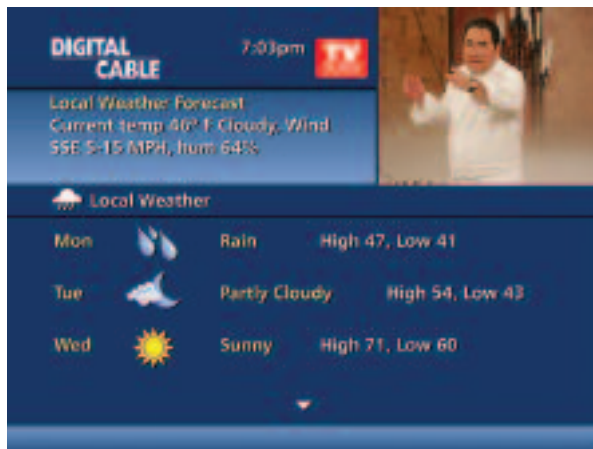 DIGITAL
CABLE
7:03pm
TV
Local Weather Forecast
Current temp 46° F Cloudy, Wind
SSE 5-15 MPH, hum 64%
Local Weather
Mon Rain High 47, Low 41
Tue Partly Cloudy High 54, Low 43
Wed Sunny High 71, Low 60